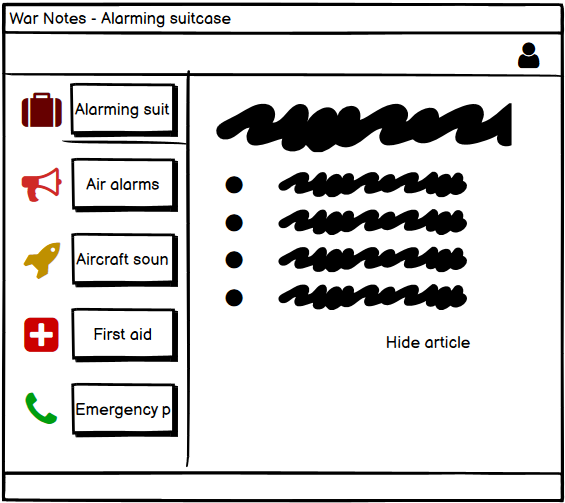 War Notes - Alarming suitcase
Alarming suit
Air alarms
Aircraft soun
First aid
Emergency p
Hide article